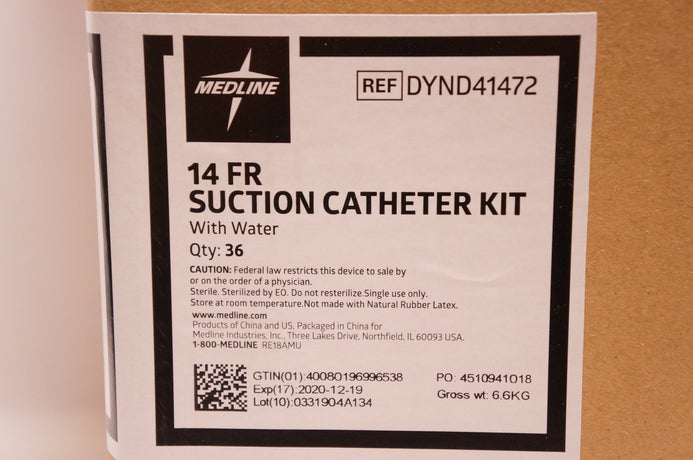 MEDLINE
REF DYND41472
14 FR
SUCTION CATHETER KIT
With Water
Qty: 36
CAUTION: Federal law restricts this device to sale by
or on the order of a physician.
Sterile. Sterilized by EO. Do not resterilize.Single use only.
Store at room temperature.Not made with Natural Rubber Latex.
www.medline.com
Products of China and US, Packaged in China for
Medline Industries, Inc., Three Lakes Drive, Northfield, IL 60093 USA.
1-800-MEDLINE RE18AMU
GTIN(01): 40080196996538
Exp(17): 2020-12-19
Lot(10):0331904A134
PO: 4510941018
Gross wt: 6.6KG